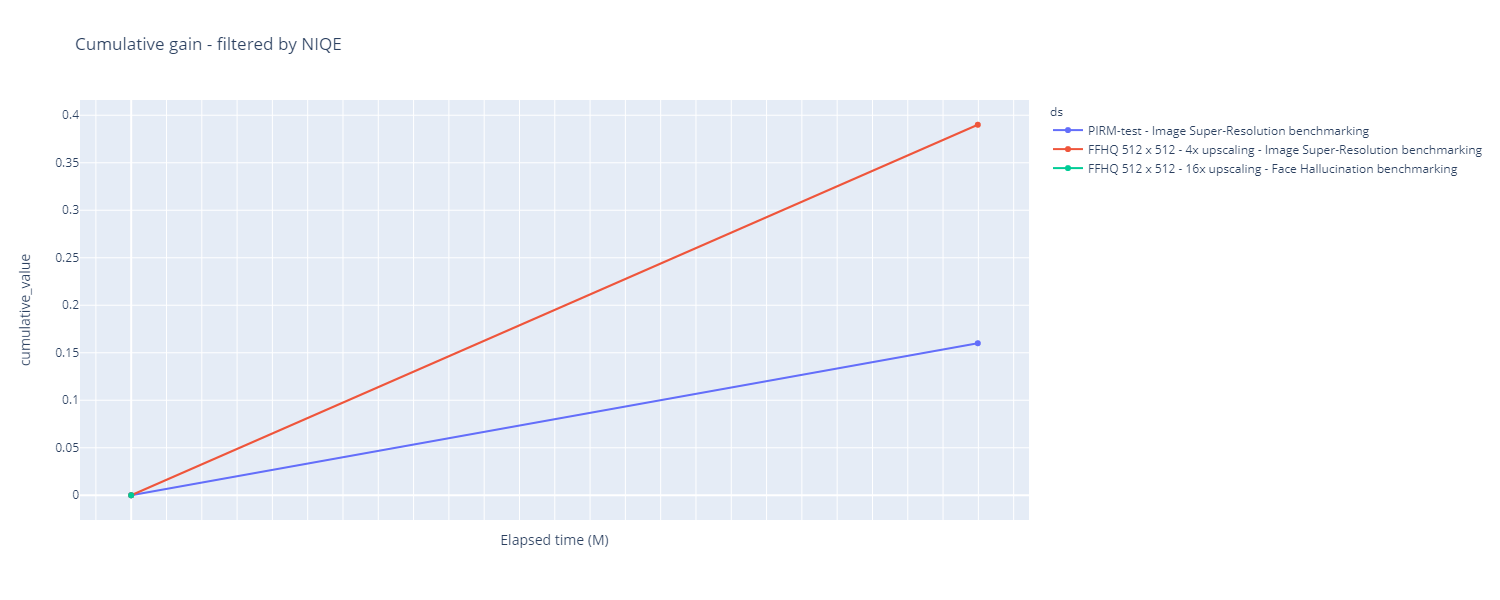 Cumulative gain - filtered by NIQE
0.4
0.35
0.3
0.25
0.2
0.15
0.1
0.05
0
cumulative_value
Elapsed time (M)
ds
PIRM-test - Image Super-Resolution benchmarking
FFHQ 512 x 512 - 4x upscaling - Image Super-Resolution benchmarking
FFHQ 512 x 512 - 16x upscaling - Face Hallucination benchmarking